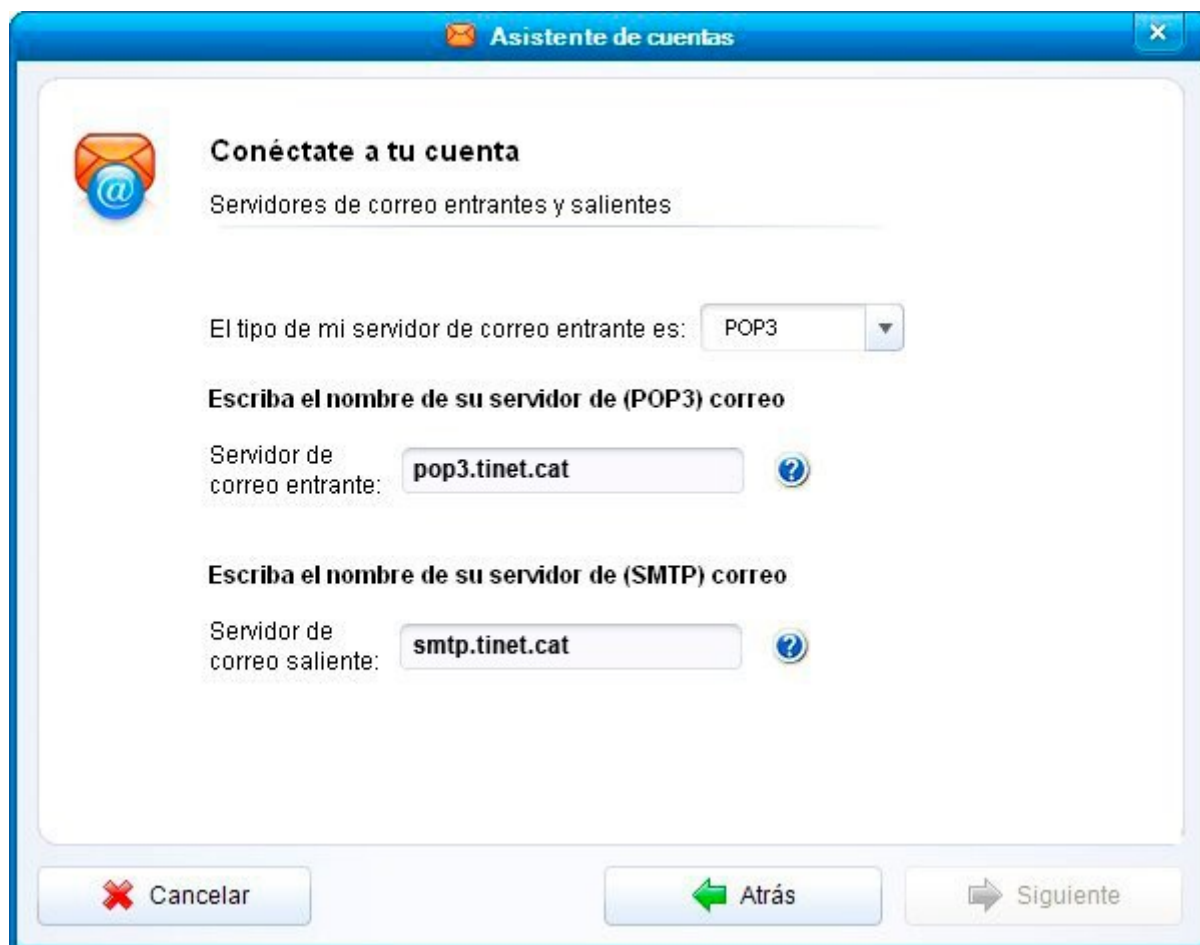 Asistente de cuentas
Conéctate a tu cuenta
Servidores de correo entrantes y salientes
El tipo de mi servidor de correo entrante es: POP3
Escriba el nombre de su servidor de (POP3) correo
Servidor de
correo entrante: pop3.tinet.cat
Escriba el nombre de su servidor de (SMTP) correo
Servidor de
correo saliente: smtp.tinet.cat
Cancelar Atrás Siguiente